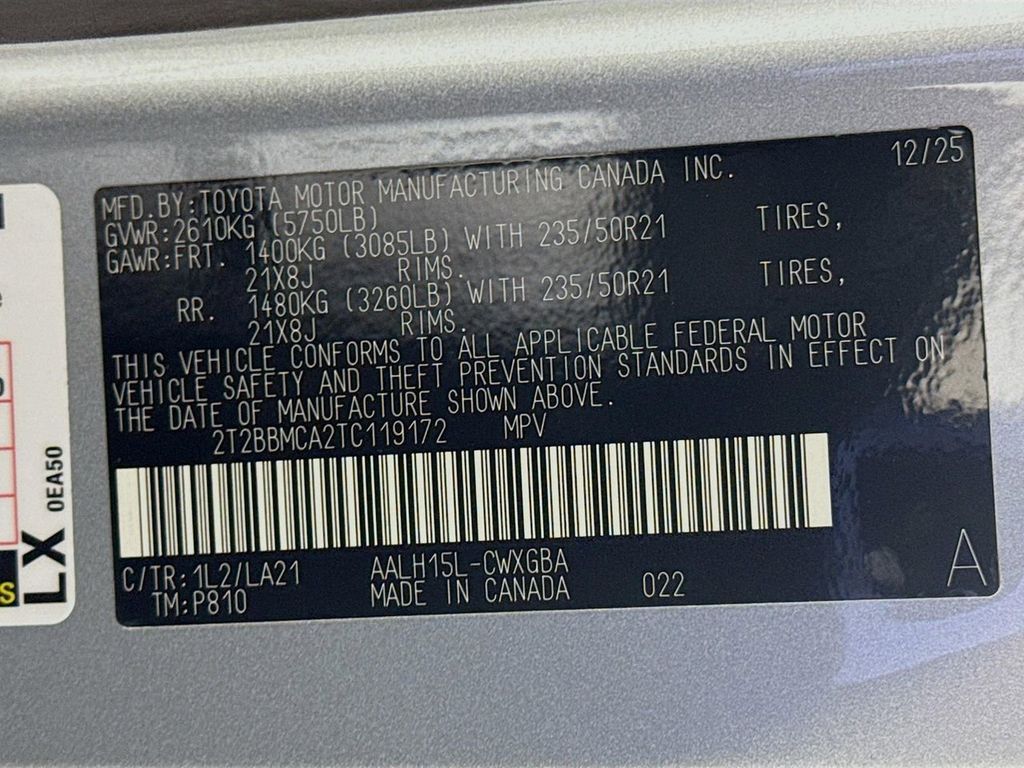 12/25
MFD.BY:TOYOTA MOTOR MANUFACTURING CANADA INC.
GVWR:2610KG (5750LB)
GAWR:FRT. 1400KG (3085LB) WITH 235/50R21 TIRES,
21X8J RIMS.
RR. 1480KG (3260LB) WITH 235/50R21 TIRES,
21X8J RIMS.
THIS VEHICLE CONFORMS TO ALL APPLICABLE FEDERAL MOTOR
VEHICLE SAFETY AND THEFT PREVENTION STANDARDS IN EFFECT ON
THE DATE OF MANUFACTURE SHOWN ABOVE.
2T2BBMCA2TC119172 MPV
C/TR:1L2/LA21 AALH15L-CWXGBA
TM:P810 MADE IN CANADA 022
A
LX 0EA50